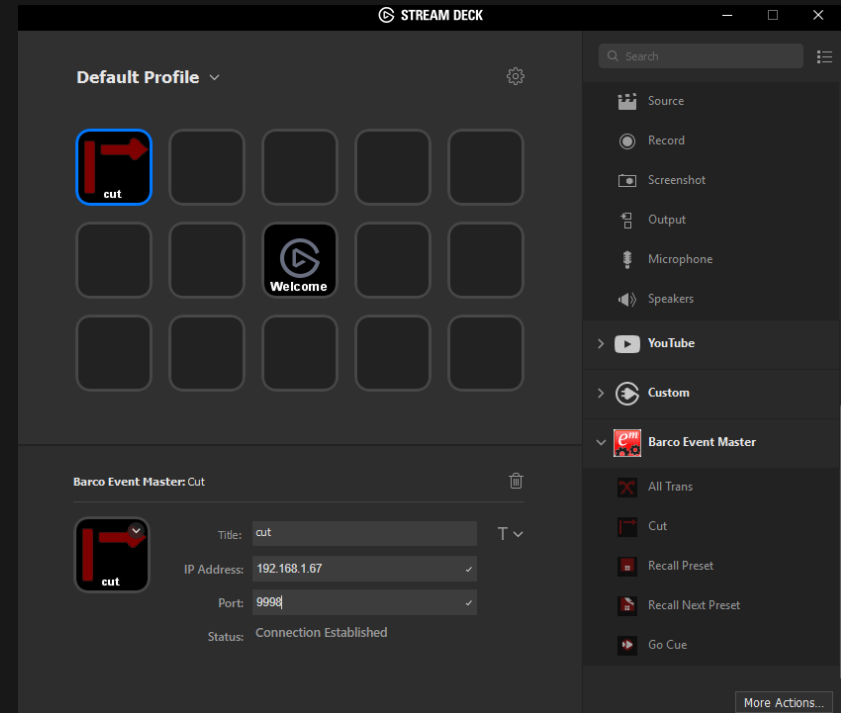 STREAM DECK
Default Profile
cut
Welcome
Barco Event Master: Cut
cut
Title: cut
T
IP Address: 192.168.1.67
Port: 9998
Status: Connection Established
Search
Source
Record
Screenshot
Output
Microphone
Speakers
YouTube
Custom
em
Barco Event Master
All Trans
Cut
Recall Preset
Recall Next Preset
Go Cue
More Actions...